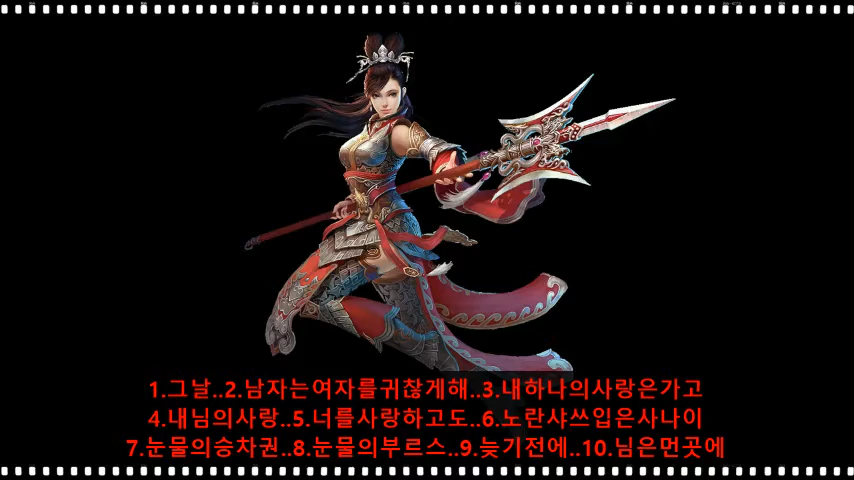 1.그날..2.남자는여자를귀찮게해..3.내하나의사랑은가고
4.내님의사랑..5.너를사랑하고도..6.노란샤쓰입은사나이
7.눈물의승차권..8.눈물의부르스..9.늦기전에..10.님은먼곳에